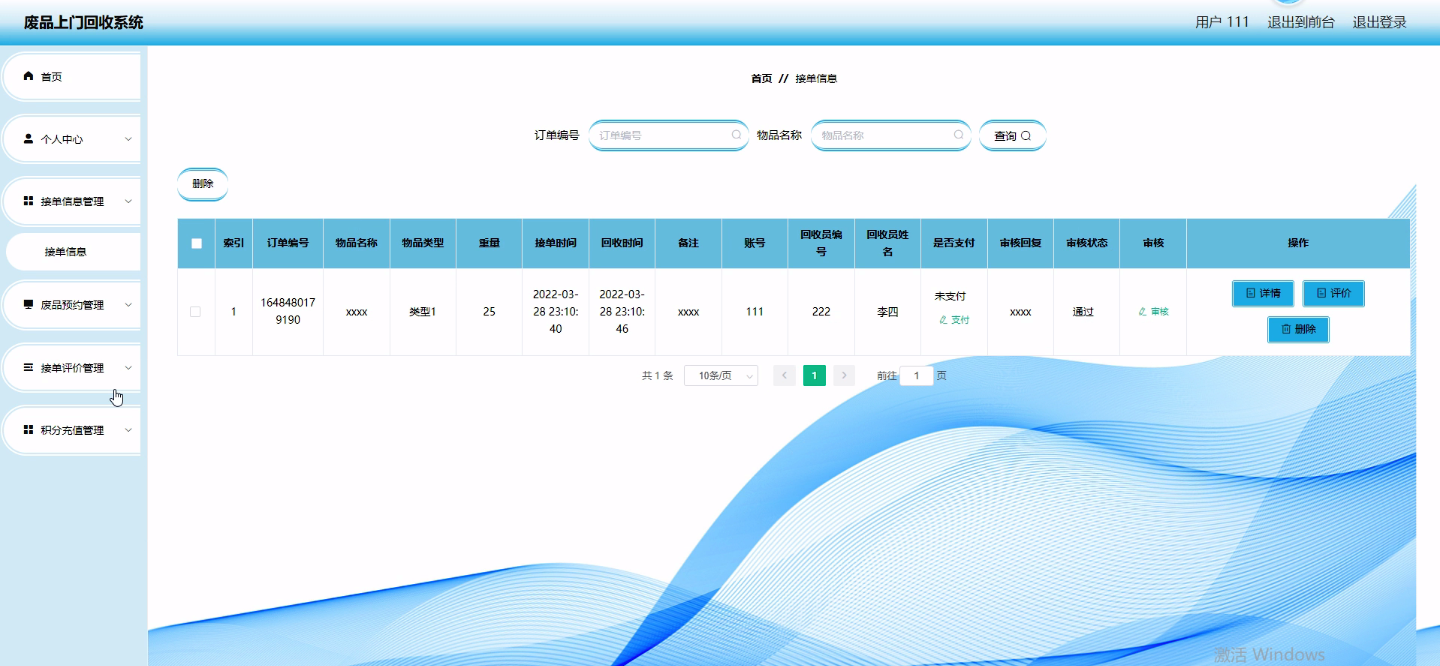 废品上门回收系统
用户 111 退出到前台 退出登录
首页
个人中心
接单信息管理
接单信息
废品预约管理
接单评价管理
积分充值管理
首页 // 接单信息
订单编号 订单编号 物品名称 物品名称 查询
删除
索引 订单编号 物品名称 物品类型 重量 接单时间 回收时间 备注 账号 回收员编号 回收员姓名 是否支付 审核回复 审核状态 审核 操作
1 1648480179190 xxxx 类型1 25 2022-03-28 23:10:40 2022-03-28 23:10:46 xxxx 111 222 李四 未支付 支付 xxxx 通过 审核 详情 评价 删除
共 1 条 10条/页 1 前往 1 页
激活 Windows